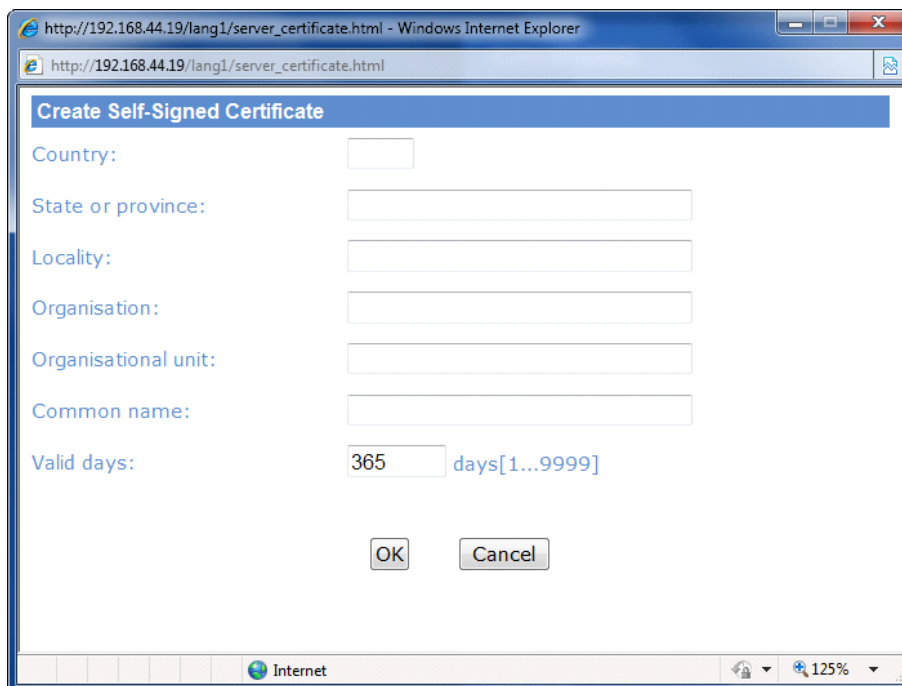 http://192.168.44.19/lang1/server_certificate.html - Windows Internet Explorer
http://192.168.44.19/lang1/server_certificate.html
Create Self-Signed Certificate
Country:
State or province:
Locality:
Organisation:
Organisational unit:
Common name:
Valid days: 365 days[1...9999]
OK Cancel
Internet 125%